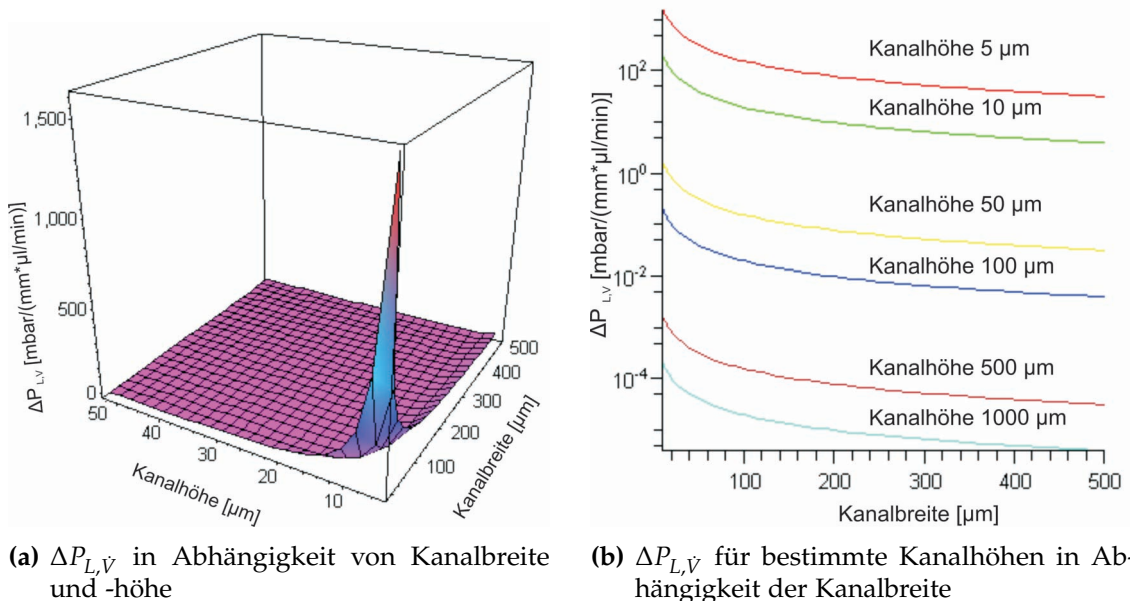 1,500
1,000
500
0
ΔP L,V [mbar/(mm*µl/min)]
50
40
30
20
10
Kanalhöhe [µm]
100
200
300
400
500
Kanalbreite [µm]
(a) ΔP_{L,V̇} in Abhängigkeit von Kanalbreite
und -höhe
ΔP L,V [mbar/(mm*µl/min)]
10²
10⁰
10⁻²
10⁻⁴
Kanalhöhe 5 µm
Kanalhöhe 10 µm
Kanalhöhe 50 µm
Kanalhöhe 100 µm
Kanalhöhe 500 µm
Kanalhöhe 1000 µm
100 200 300 400 500
Kanalbreite [µm]
(b) ΔP_{L,V̇} für bestimmte Kanalhöhen in Ab-
hängigkeit der Kanalbreite